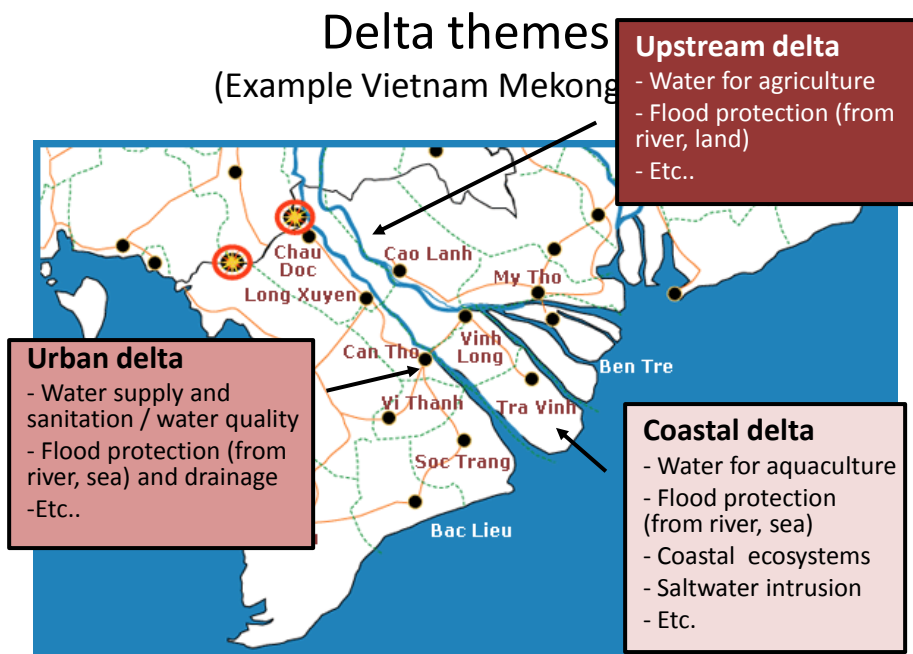 Delta themes
(Example Vietnam Mekong
Upstream delta
- Water for agriculture
- Flood protection (from
river, land)
- Etc..
Chau
Doc
Cao Lanh
My Tho
Long Xuyen
Can Tho
Vinh
Long
Ben Tre
Vi Thanh
Tra Vinh
Soc Trang
Bac Lieu
Urban delta
- Water supply and
sanitation / water quality
- Flood protection (from
river, sea) and drainage
-Etc..
Coastal delta
- Water for aquaculture
- Flood protection
(from river, sea)
- Coastal  ecosystems
- Saltwater intrusion
- Etc.